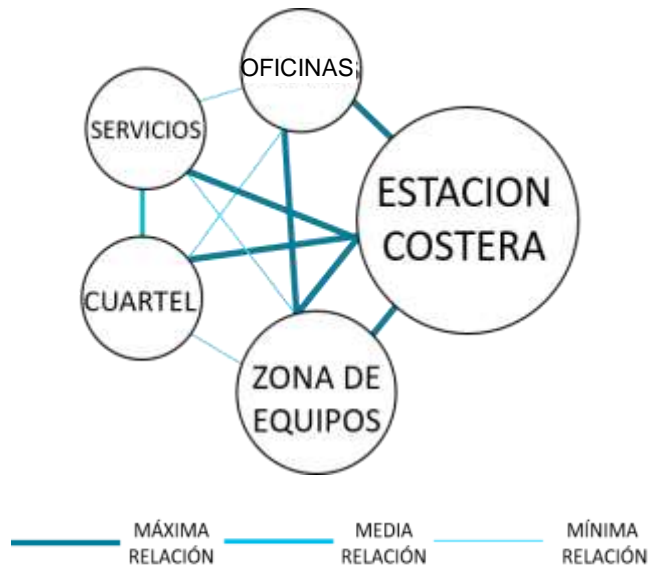 OFICINAS
SERVICIOS
ESTACION
COSTERA
CUARTEL
ZONA DE
EQUIPOS
MÁXIMA
RELACIÓN
MEDIA
RELACIÓN
MÍNIMA
RELACIÓN